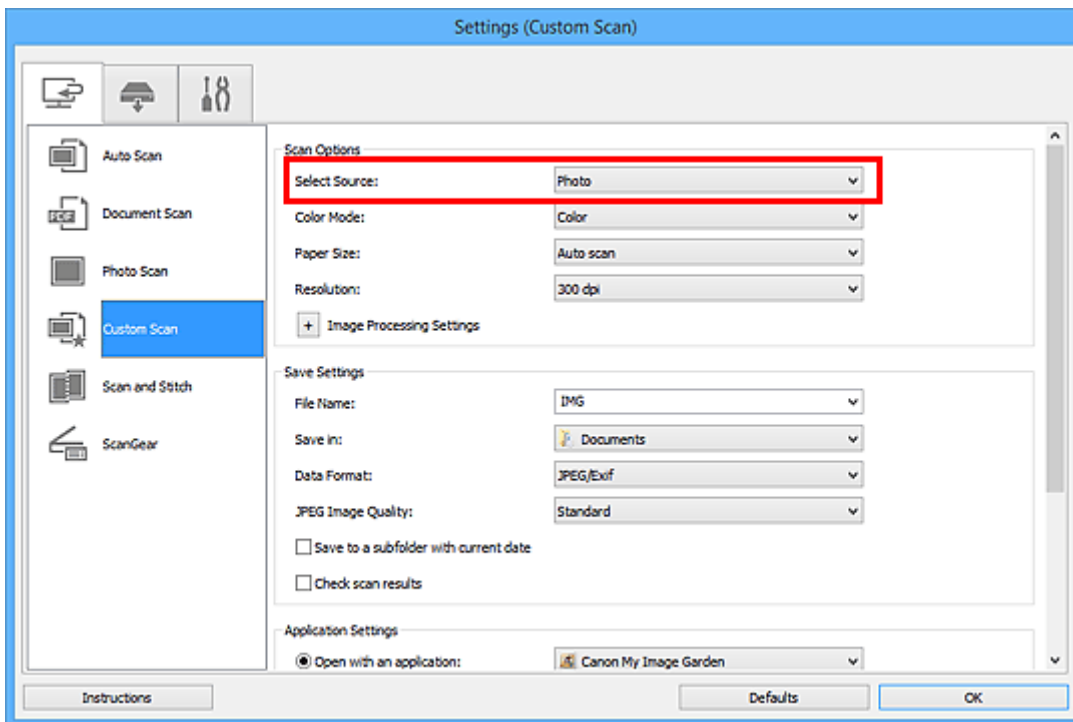 Settings (Custom Scan)
Auto Scan
PDF
Document Scan
Photo Scan
Custom Scan
Scan and Stitch
ScanGear
Scan Options
Select Source: Photo
Color Mode: Color
Paper Size: Auto scan
Resolution: 300 dpi
+ Image Processing Settings
Save Settings
File Name: IMG
Save in: Documents
Data Format: JPEG/Exif
JPEG Image Quality: Standard
Save to a subfolder with current date
Check scan results
Application Settings
Open with an application: Canon My Image Garden
Instructions Defaults OK